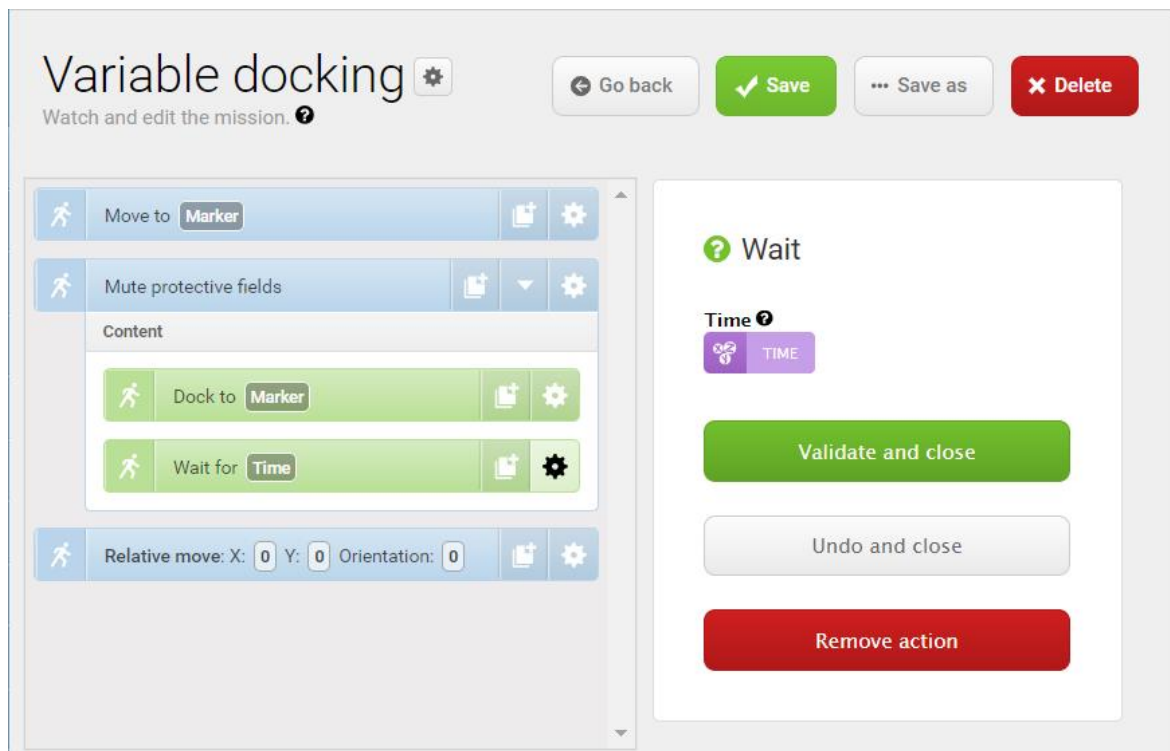 Variable docking
Go back
Save
Save as
Delete
Watch and edit the mission.
Move to Marker
Mute protective fields
Content
Dock to Marker
Wait for Time
Relative move: X: 0 Y: 0 Orientation: 0
Wait
Time
TIME
Validate and close
Undo and close
Remove action